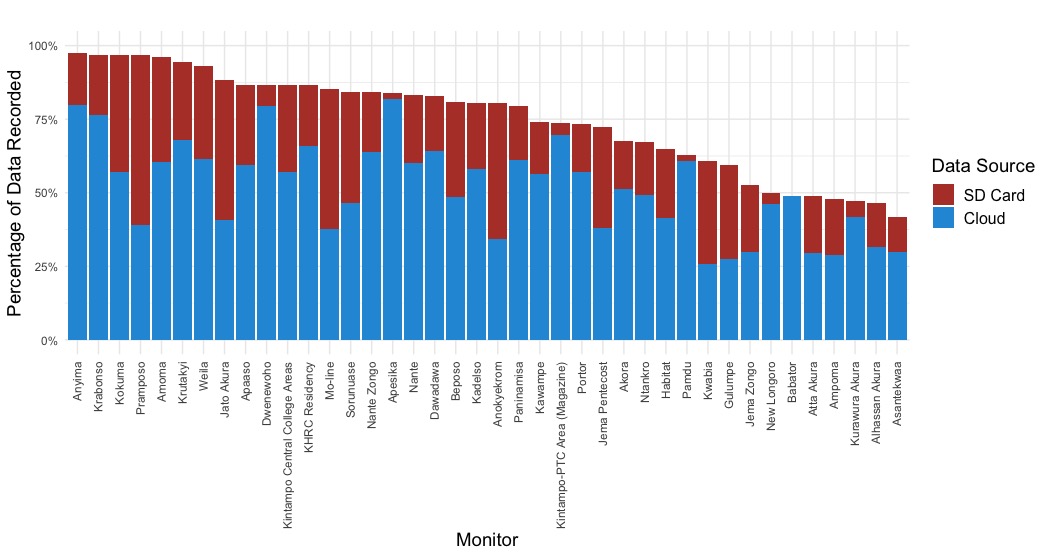 Percentage of Data Recorded
100%
75%
50%
25%
0%
Anyima
Krabonso
Kokuma
Pramposo
Amoma
Krutakyi
Weila
Jato Akura
Apaaso
Dwenewoho
Kintampo Central College Areas
KHRC Residency
Mo-line
Soruruase
Nante Zongo
Apesika
Nante
Dawadawa
Beposo
Kadelso
Anokyekrom
Paninamisa
Kawampe
Kintampo-PTC Area (Magazine)
Portor
Jema Pentecost
Akora
Ntankro
Habitat
Pamdu
Kwabia
Gulumpe
Jema Zongo
New Longoro
Babator
Atta Akura
Ampoma
Kurawura Akura
Alhassan Akura
Asantekwaa
Monitor
Data Source
SD Card
Cloud